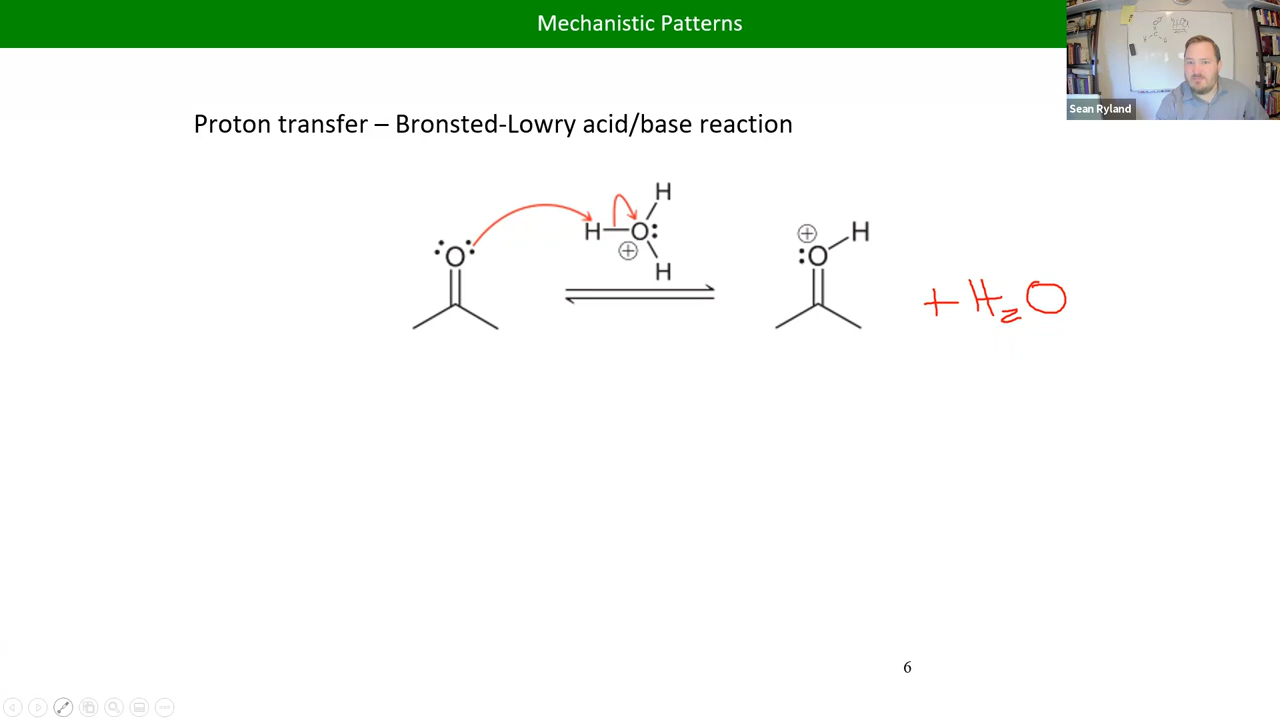 Mechanistic Patterns
Sean Ryland
Proton transfer – Bronsted-Lowry acid/base reaction
H
H–O:
⊕
H
:O:
⊕
:O
H
+ H₂O
6